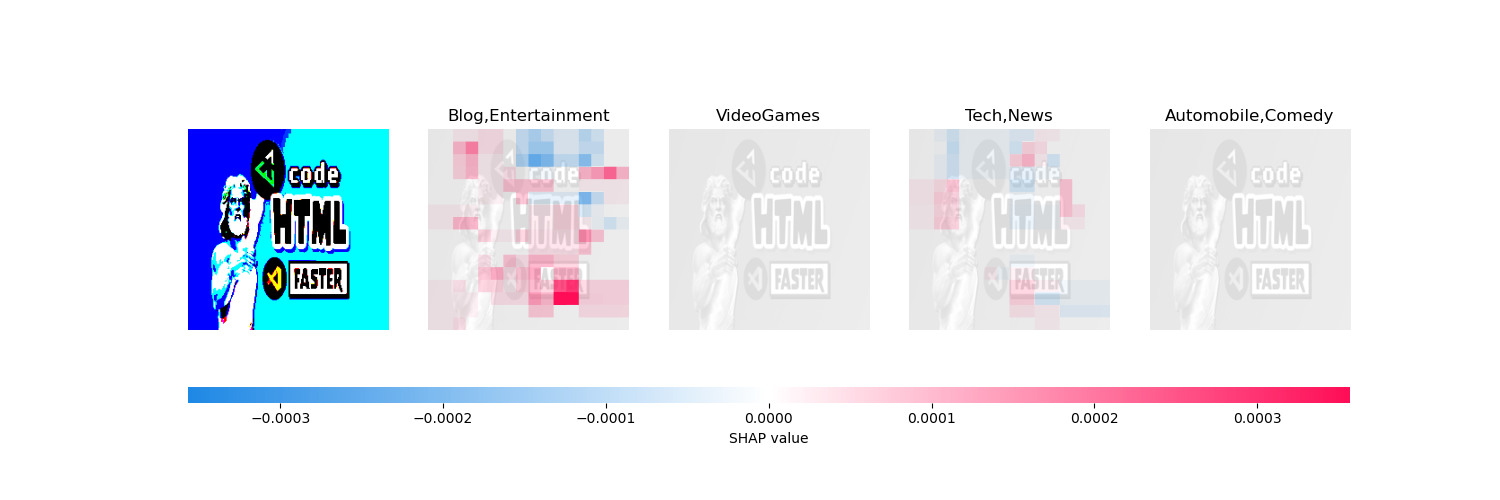 Blog,Entertainment
VideoGames
Tech,News
Automobile,Comedy
code
HTML
FASTER
code
HTML
FASTER
code
HTML
FASTER
code
HTML
FASTER
code
HTML
FASTER
−0.0003
−0.0002
−0.0001
0.0000
0.0001
0.0002
0.0003
SHAP value